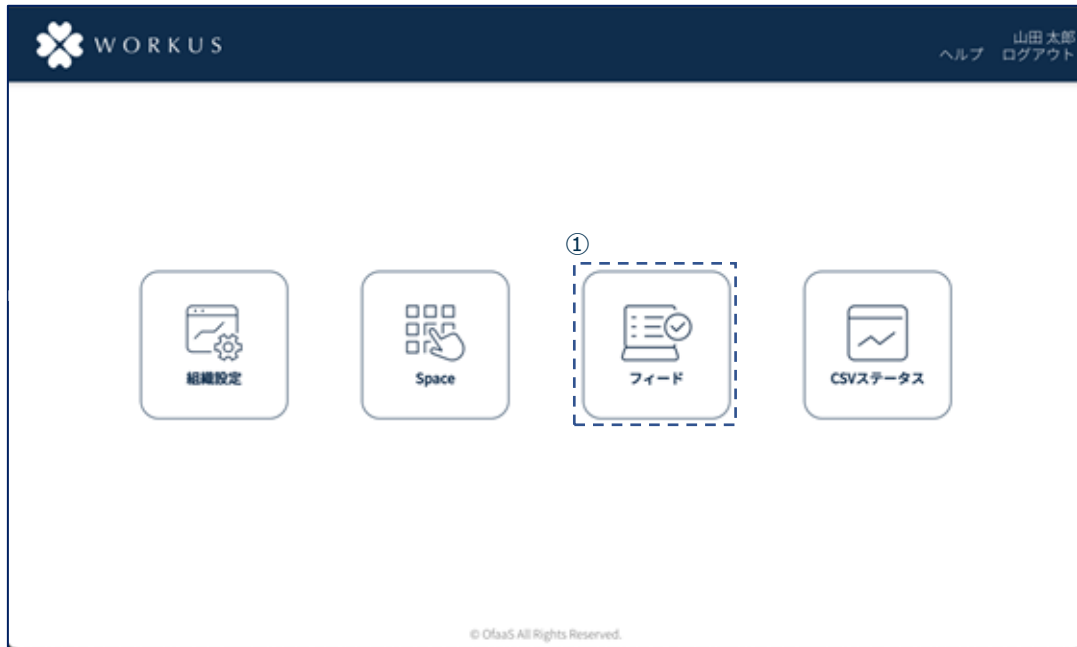 WORKUS
山田 太郎
ヘルプ ログアウト
①
組織設定
Space
フィード
CSVステータス
© OfaaS All Rights Reserved.